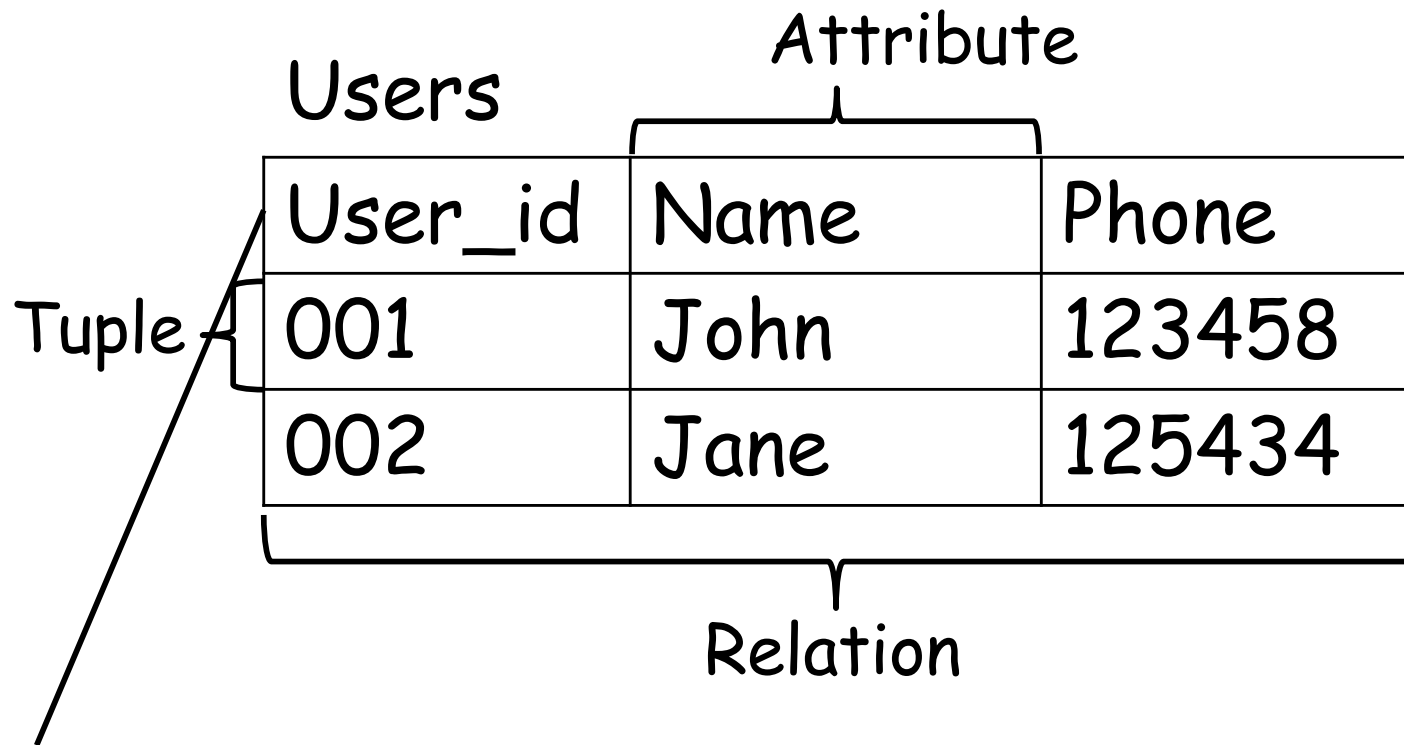 Attribute
Users
User_id Name Phone
Tuple 001 John 123458
002 Jane 125434
Relation